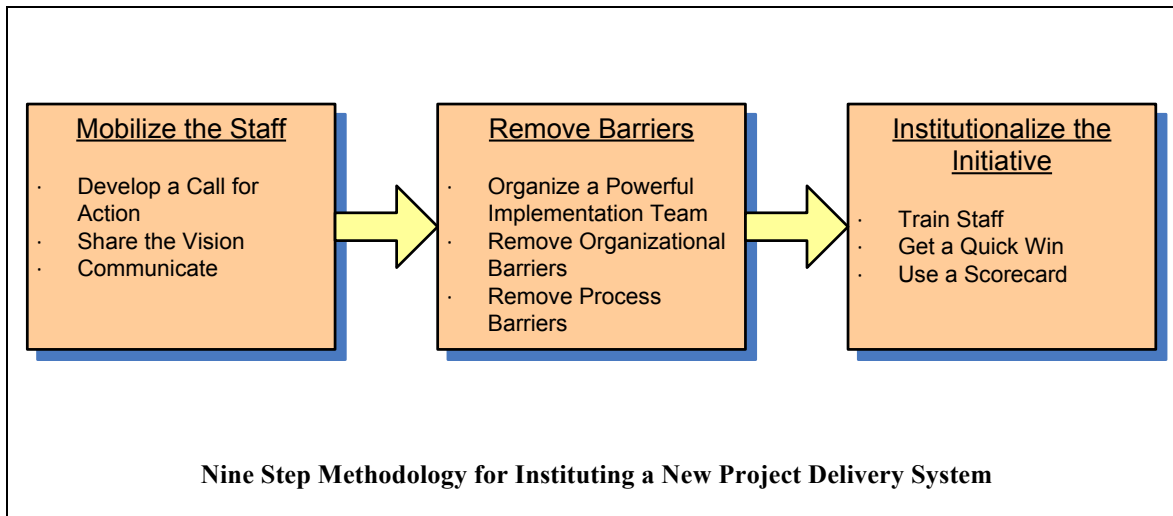 Mobilize the Staff
· Develop a Call for
Action
· Share the Vision
· Communicate
Remove Barriers
· Organize a Powerful
Implementation Team
· Remove Organizational
Barriers
· Remove Process
Barriers
Institutionalize the
Initiative
· Train Staff
· Get a Quick Win
· Use a Scorecard
Nine Step Methodology for Instituting a New Project Delivery System